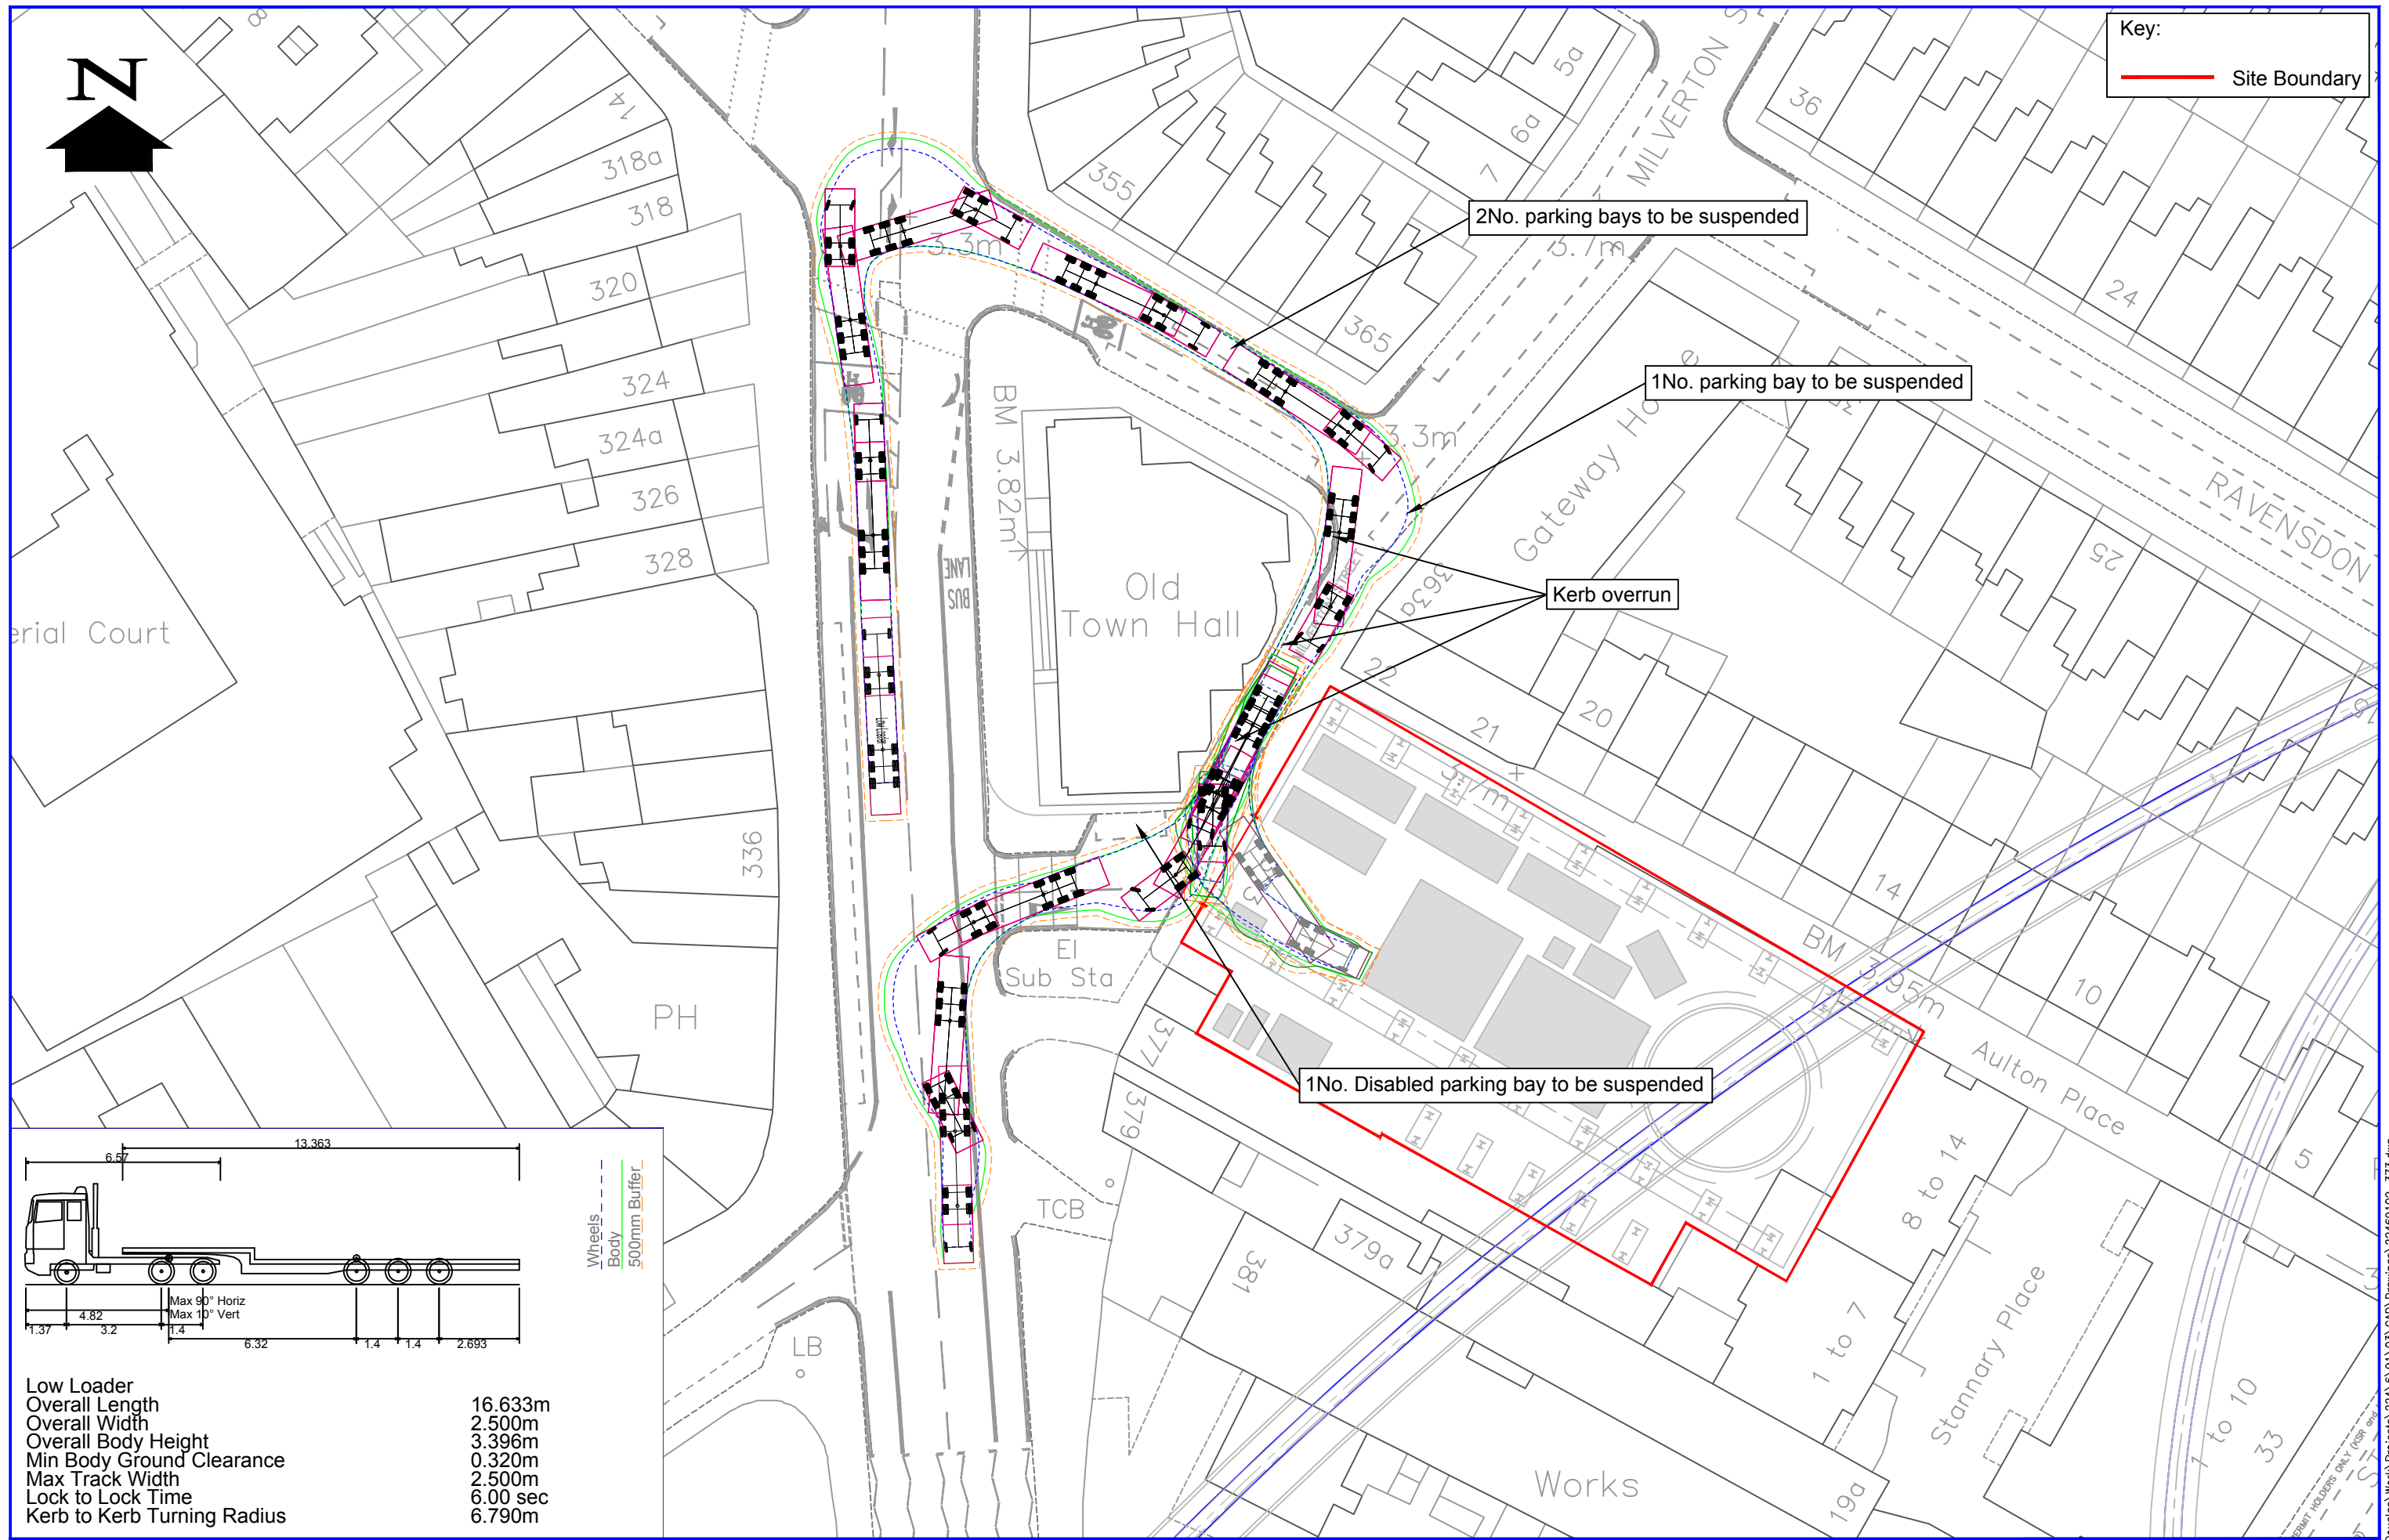 N
Key:
Site Boundary
8
14
318a
318
320
324
324a
326
328
336
PH
erial Court
5a
6a
7
355
365
MILVERTON S
36
24
25
RAVENSDON
3.3m
3.7m
3.3m
2No. parking bays to be suspended
1No. parking bay to be suspended
Kerb overrun
1No. Disabled parking bay to be suspended
BM 3.82m
BUS
LANE
Old
Town Hall
363a
22
21
20
3.7m
14
10
BM 3.95m
Aulton Place
5
8 to 14
1 to 7
Stannary Place
1 to 10
33
19a
Works
El
Sub Sta
377
379
379a
381
TCB
LB
13.363
6.57
Max 90° Horiz
Max 10° Vert
4.82
1.37
3.2
1.4
6.32
1.4
1.4
2.693
Wheels
Body
500mm Buffer
Low Loader
Overall Length 16.633m
Overall Width 2.500m
Overall Body Height 3.396m
Min Body Ground Clearance 0.320m
Max Track Width 2.500m
Lock to Lock Time 6.00 sec
Kerb to Kerb Turning Radius 6.790m